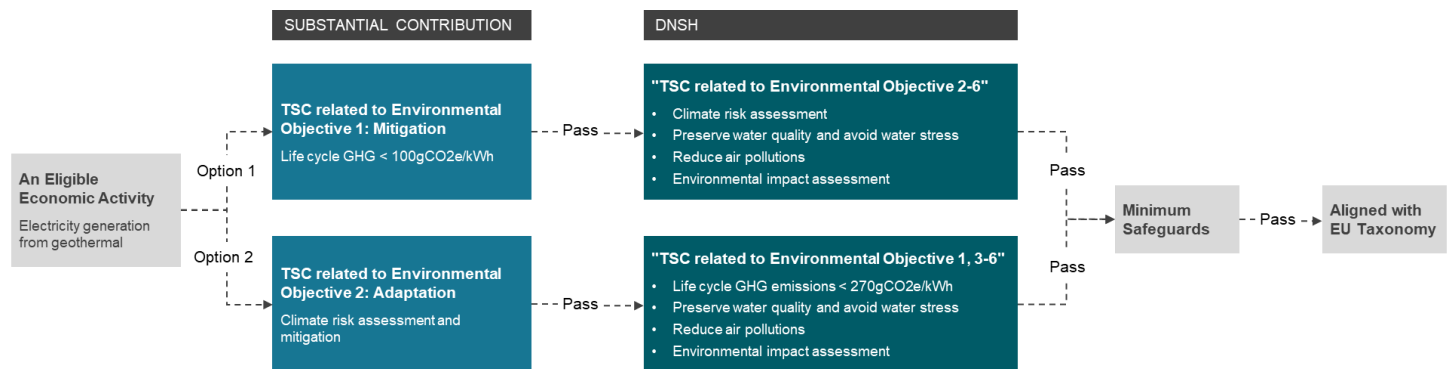 SUBSTANTIAL CONTRIBUTION
DNSH
An Eligible
Economic Activity
Electricity generation
from geothermal
Option 1
Option 2
TSC related to Environmental
Objective 1: Mitigation
Life cycle GHG < 100gCO2e/kWh
Pass
"TSC related to Environmental Objective 2-6"
• Climate risk assessment
• Preserve water quality and avoid water stress
• Reduce air pollutions
• Environmental impact assessment
Pass
TSC related to Environmental
Objective 2: Adaptation
Climate risk assessment and
mitigation
Pass
"TSC related to Environmental Objective 1, 3-6"
• Life cycle GHG emissions < 270gCO2e/kWh
• Preserve water quality and avoid water stress
• Reduce air pollutions
• Environmental impact assessment
Pass
Minimum
Safeguards
Pass
Aligned with
EU Taxonomy